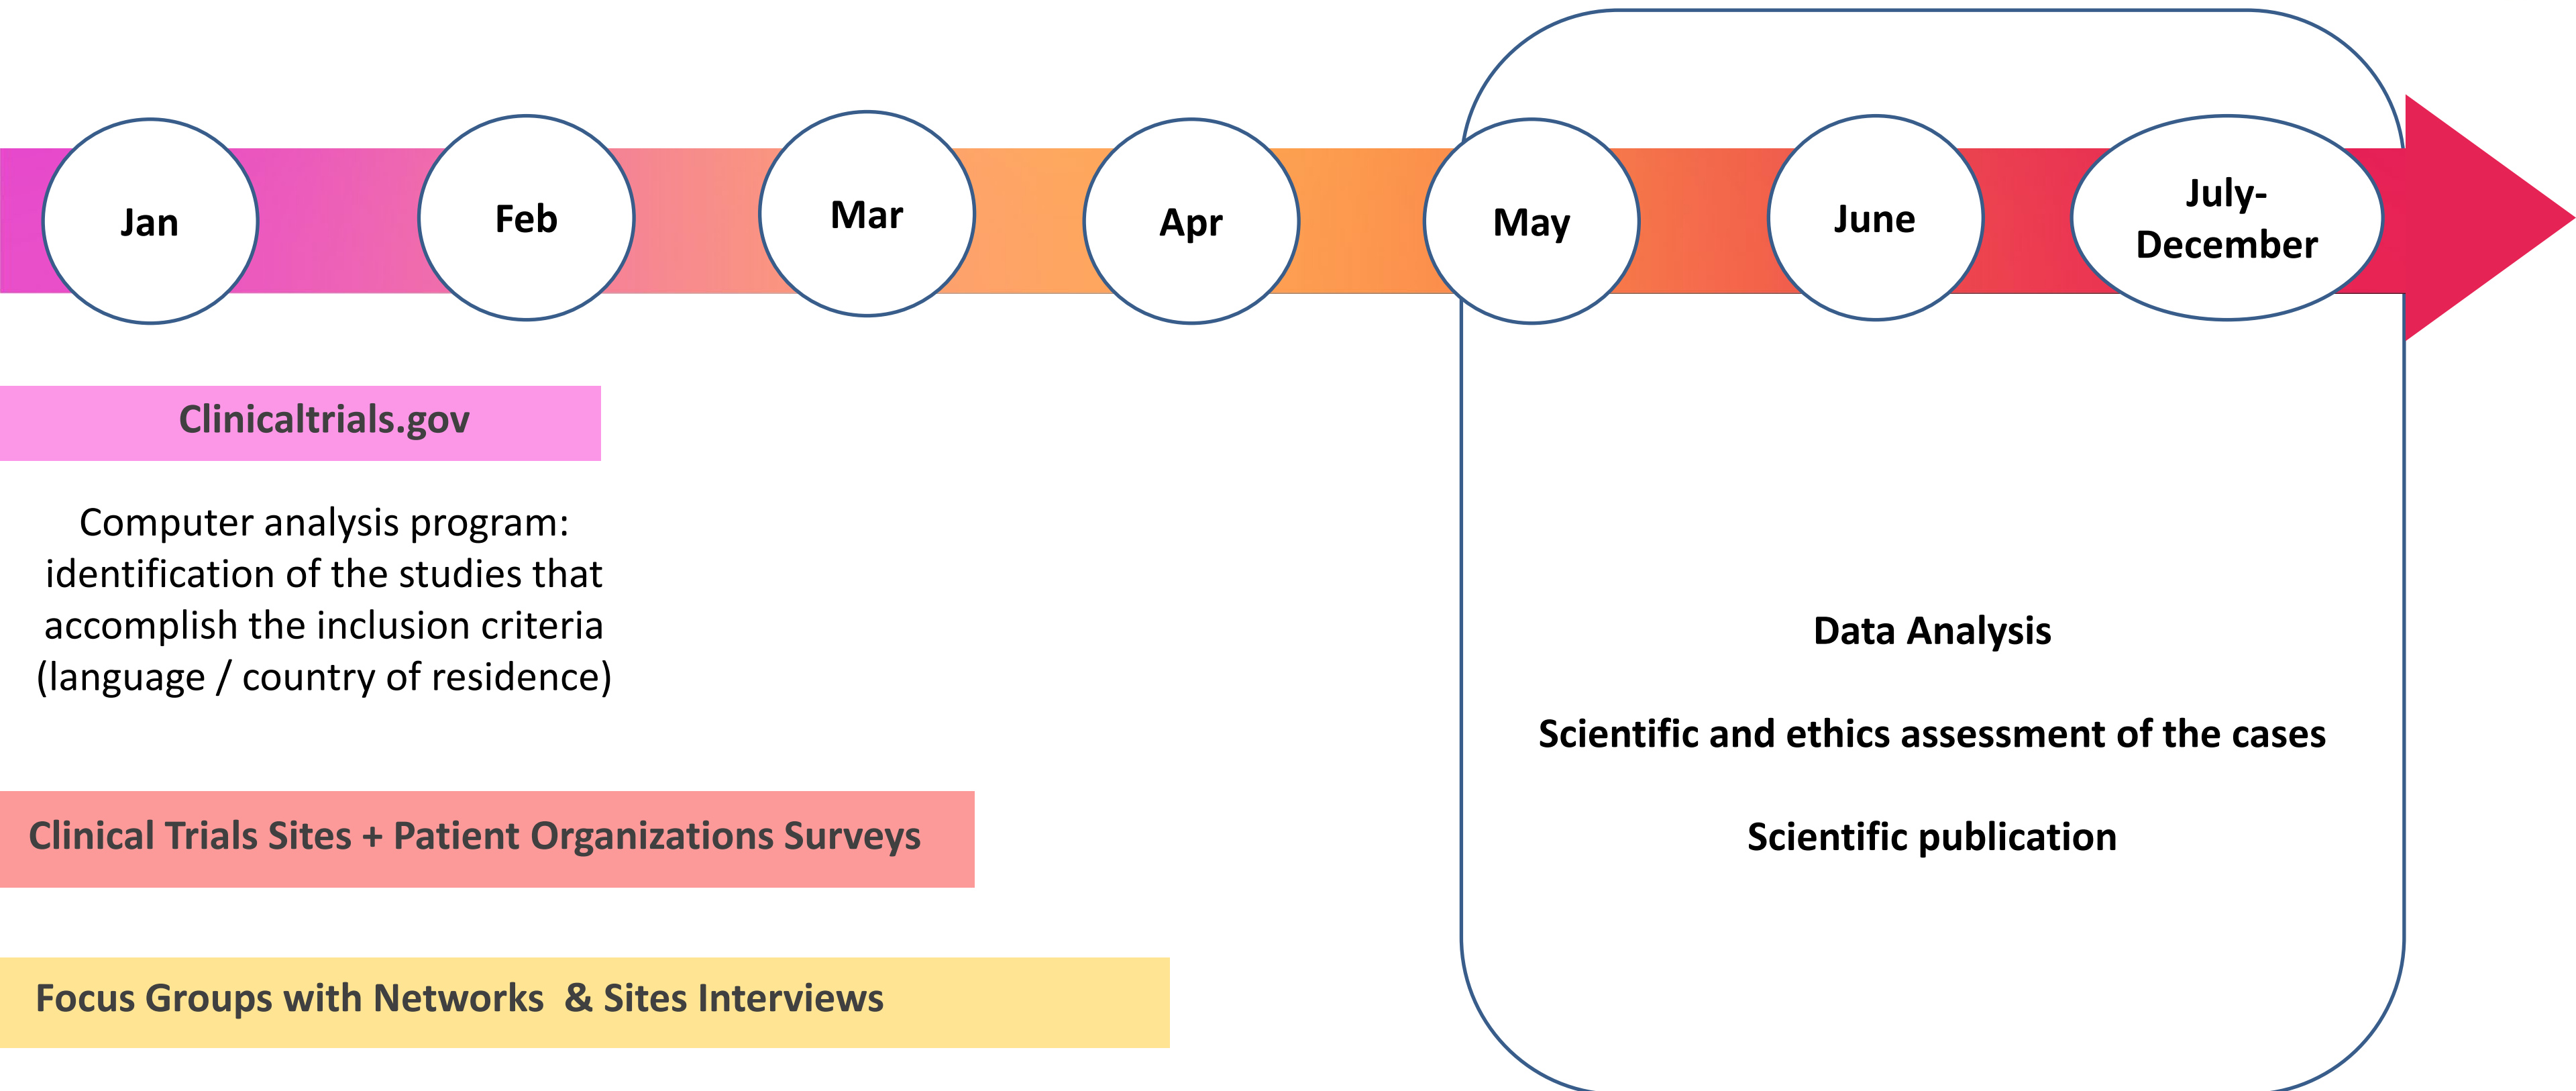 Jan
Feb
Mar
Apr
May
June
July-
December
Clinicaltrials.gov
Computer analysis program:
identification of the studies that
accomplish the inclusion criteria
(language / country of residence)
Clinical Trials Sites + Patient Organizations Surveys
Focus Groups with Networks  & Sites Interviews
Data Analysis
Scientific and ethics assessment of the cases
Scientific publication